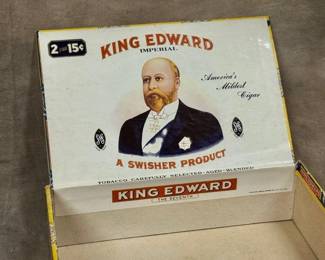 2 FOR 15¢
KING EDWARD
IMPERIAL
America's
Mildest
Cigar
A SWISHER PRODUCT
TOBACCO CAREFULLY SELECTED-AGED-BLENDED
KING EDWARD
THE SEVENTH